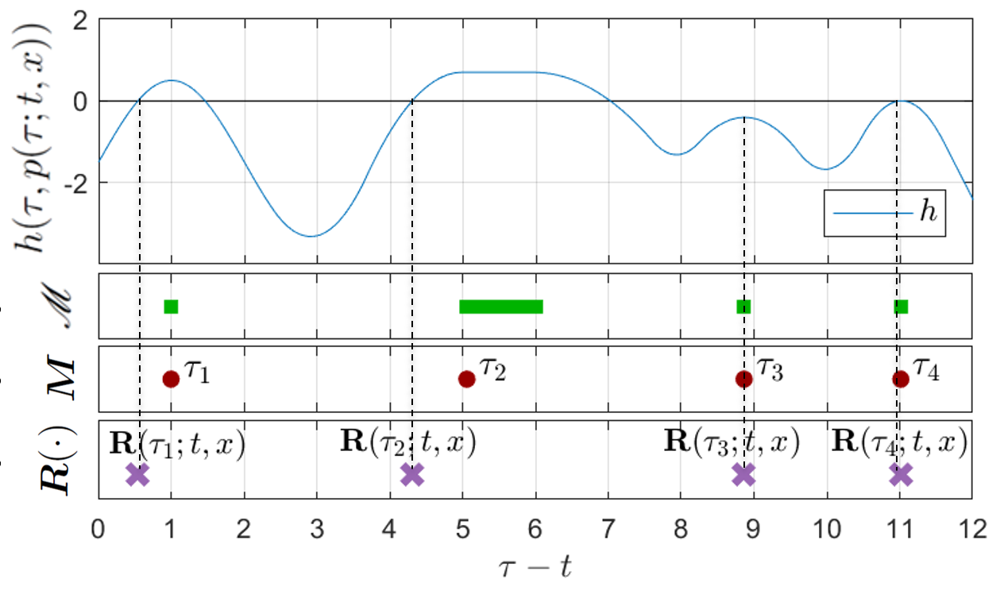 2
0
-2
h(τ, p(τ; t, x))
h
ℳ
M
τ₁
τ₂
τ₃
τ₄
R(·)
R(τ₁; t, x)
R(τ₂; t, x)
R(τ₃; t, x)
R(τ₄; t, x)
0 1 2 3 4 5 6 7 8 9 10 11 12
τ − t